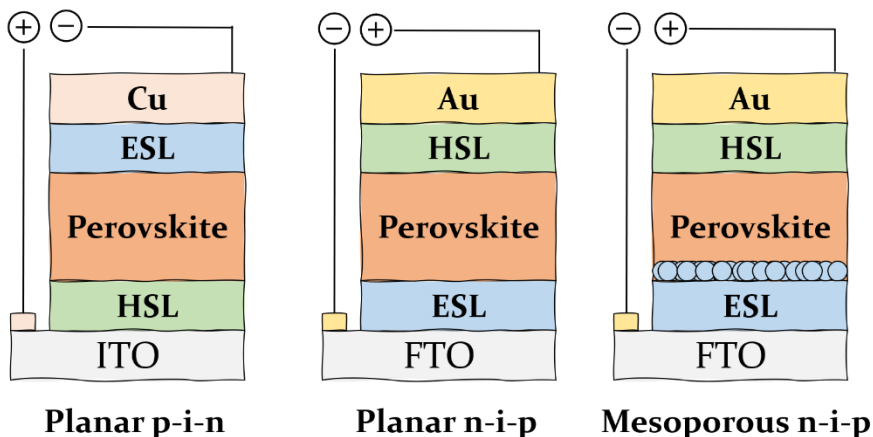 + −
Cu
ESL
Perovskite
HSL
ITO
Planar p-i-n
− +
Au
HSL
Perovskite
ESL
FTO
Planar n-i-p
− +
Au
HSL
Perovskite
ESL
FTO
Mesoporous n-i-p